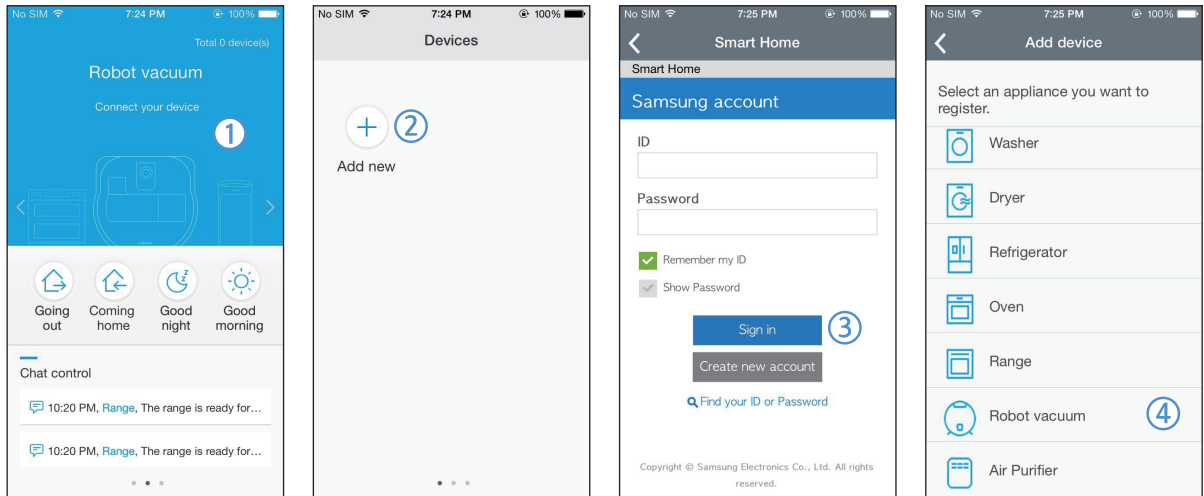 No SIM 7:24 PM 100%
Total 0 device(s)
Robot vacuum
Connect your device
①
Going out
Coming home
Good night
Good morning
Chat control
10:20 PM, Range, The range is ready for…
10:20 PM, Range, The range is ready for…
No SIM 7:24 PM 100%
Devices
②
Add new
No SIM 7:25 PM 100%
Smart Home
Smart Home
Samsung account
ID
Password
Remember my ID
Show Password
Sign in
③
Create new account
Find your ID or Password
Copyright © Samsung Electronics Co., Ltd. All rights
reserved.
No SIM 7:25 PM 100%
Add device
Select an appliance you want to
register.
Washer
Dryer
Refrigerator
Oven
Range
Robot vacuum ④
Air Purifier